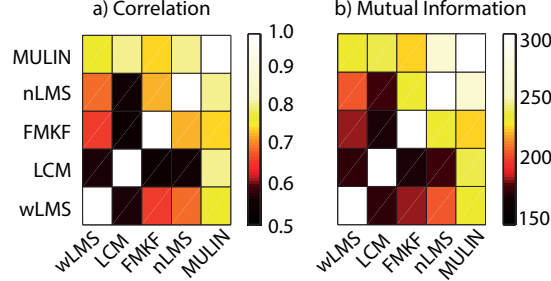 a) Correlation
b) Mutual Information
MULIN
nLMS
FMKF
LCM
wLMS
1.0
0.9
0.8
0.7
0.6
0.5
300
250
200
150
wLMS
LCM
FMKF
nLMS
MULIN
wLMS
LCM
FMKF
nLMS
MULIN